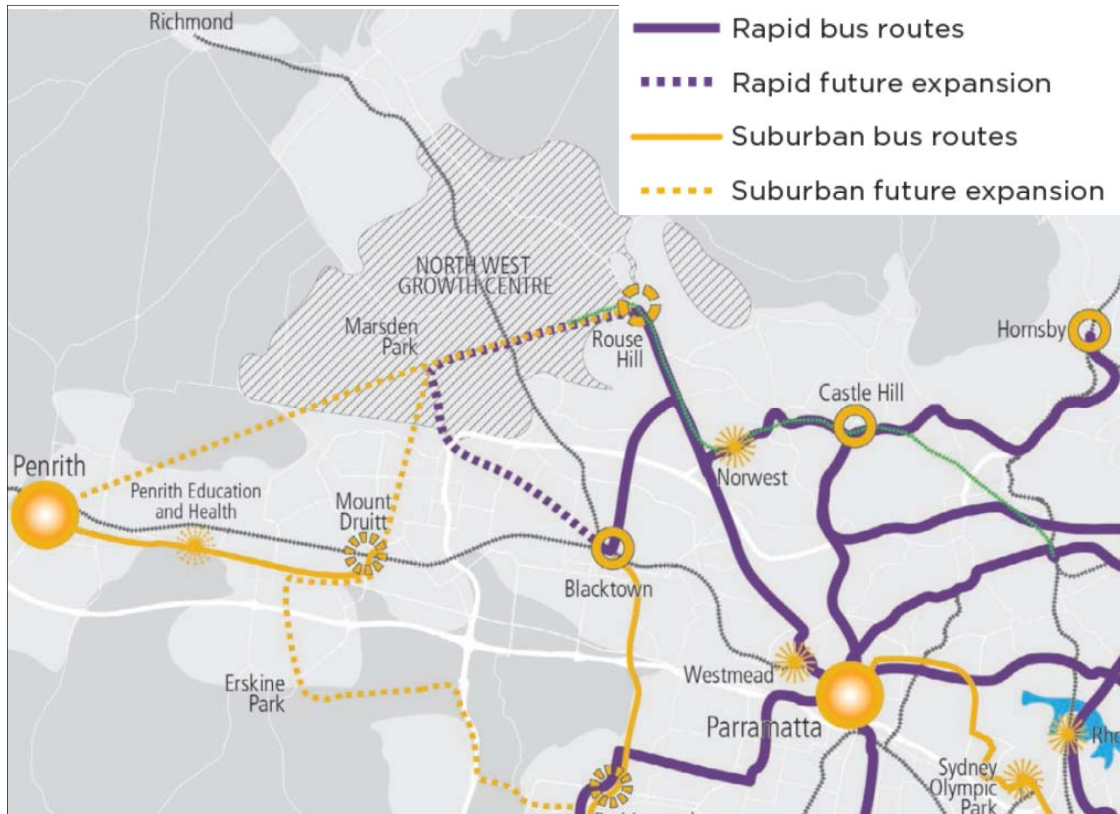 Richmond
Rapid bus routes
Rapid future expansion
Suburban bus routes
Suburban future expansion
NORTH WEST
GROWTH CENTRE
Marsden
Park
Rouse
Hill
Hornsby
Castle Hill
Penrith
Penrith Education
and Health
Mount
Druitt
Norwest
Blacktown
Westmead
Erskine
Park
Parramatta
Sydney
Olympic
Park